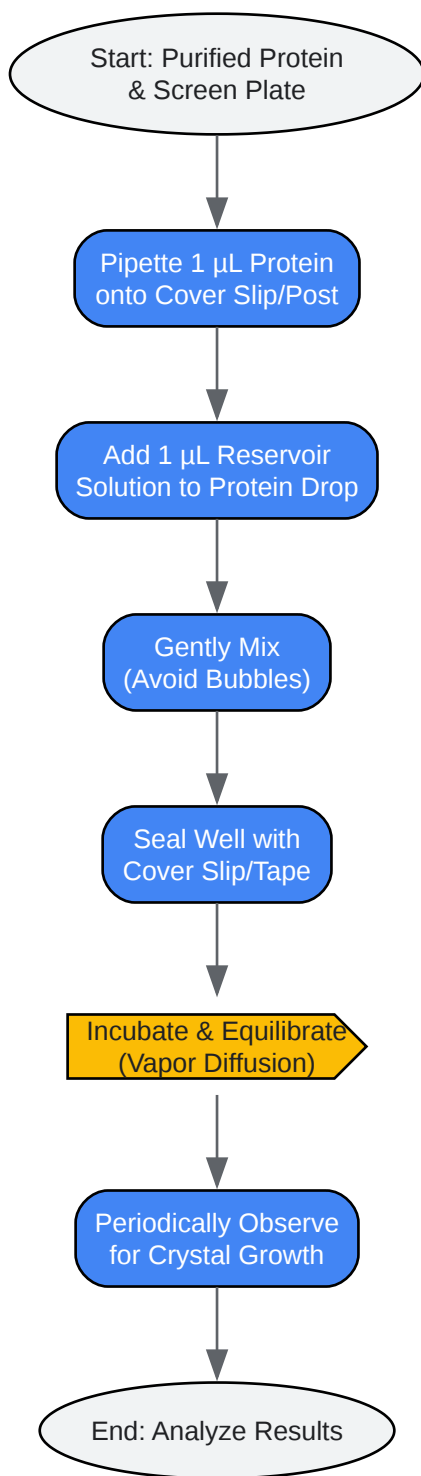 Start: Purified Protein
& Screen Plate
Pipette 1 µL Protein
onto Cover Slip/Post
Add 1 µL Reservoir
Solution to Protein Drop
Gently Mix
(Avoid Bubbles)
Seal Well with
Cover Slip/Tape
Incubate & Equilibrate
(Vapor Diffusion)
Periodically Observe
for Crystal Growth
End: Analyze Results